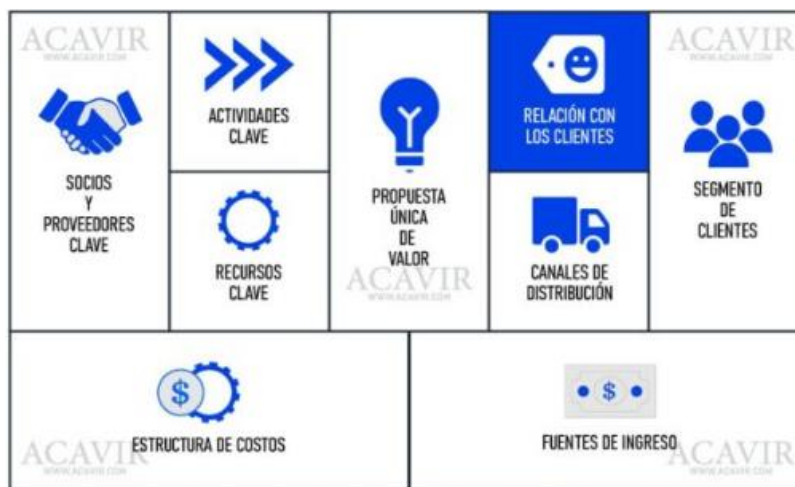 ACAVIR
WWW.ACAVIR.COM
SOCIOS
Y
PROVEEDORES
CLAVE
ACTIVIDADES
CLAVE
RECURSOS
CLAVE
PROPUESTA
ÚNICA
DE
VALOR
ACAVIR
WWW.ACAVIR.COM
RELACIÓN CON
LOS CLIENTES
CANALES DE
DISTRIBUCIÓN
ACAVIR
WWW.ACAVIR.COM
SEGMENTO
DE
CLIENTES
$
ESTRUCTURA DE COSTOS
ACAVIR
WWW.ACAVIR.COM
$
FUENTES DE INGRESO
ACAVIR
WWW.ACAVIR.COM